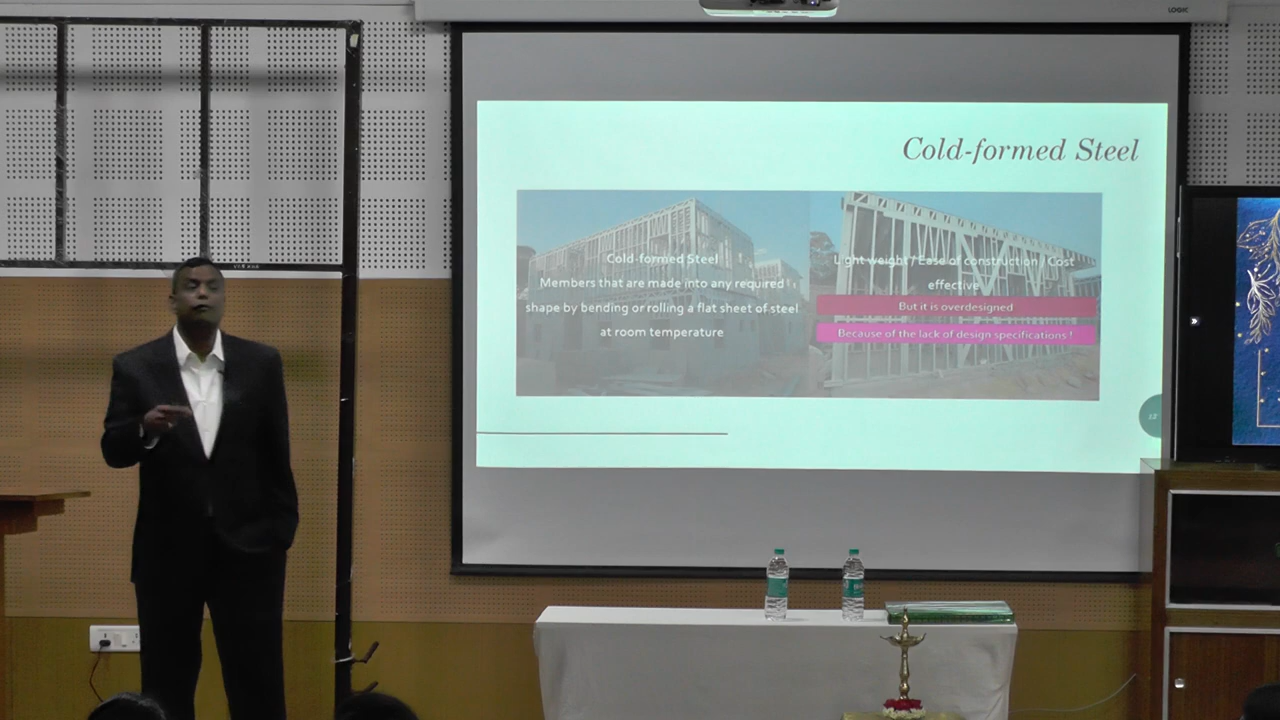 LOGIC
Cold-formed Steel
Cold-formed Steel
Members that are made into any required
shape by bending or rolling a flat sheet of steel
at room temperature
Light weight / Ease of construction / Cost
effective
But it is overdesigned
Because of the lack of design specifications !
12